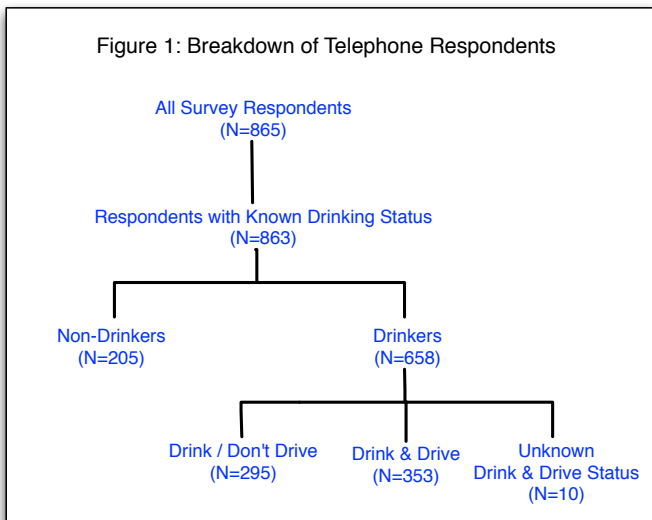 Figure 1: Breakdown of Telephone Respondents
All Survey Respondents
(N=865)
Respondents with Known Drinking Status
(N=863)
Non-Drinkers
(N=205)
Drinkers
(N=658)
Drink / Don't Drive
(N=295)
Drink & Drive
(N=353)
Unknown
Drink & Drive Status
(N=10)